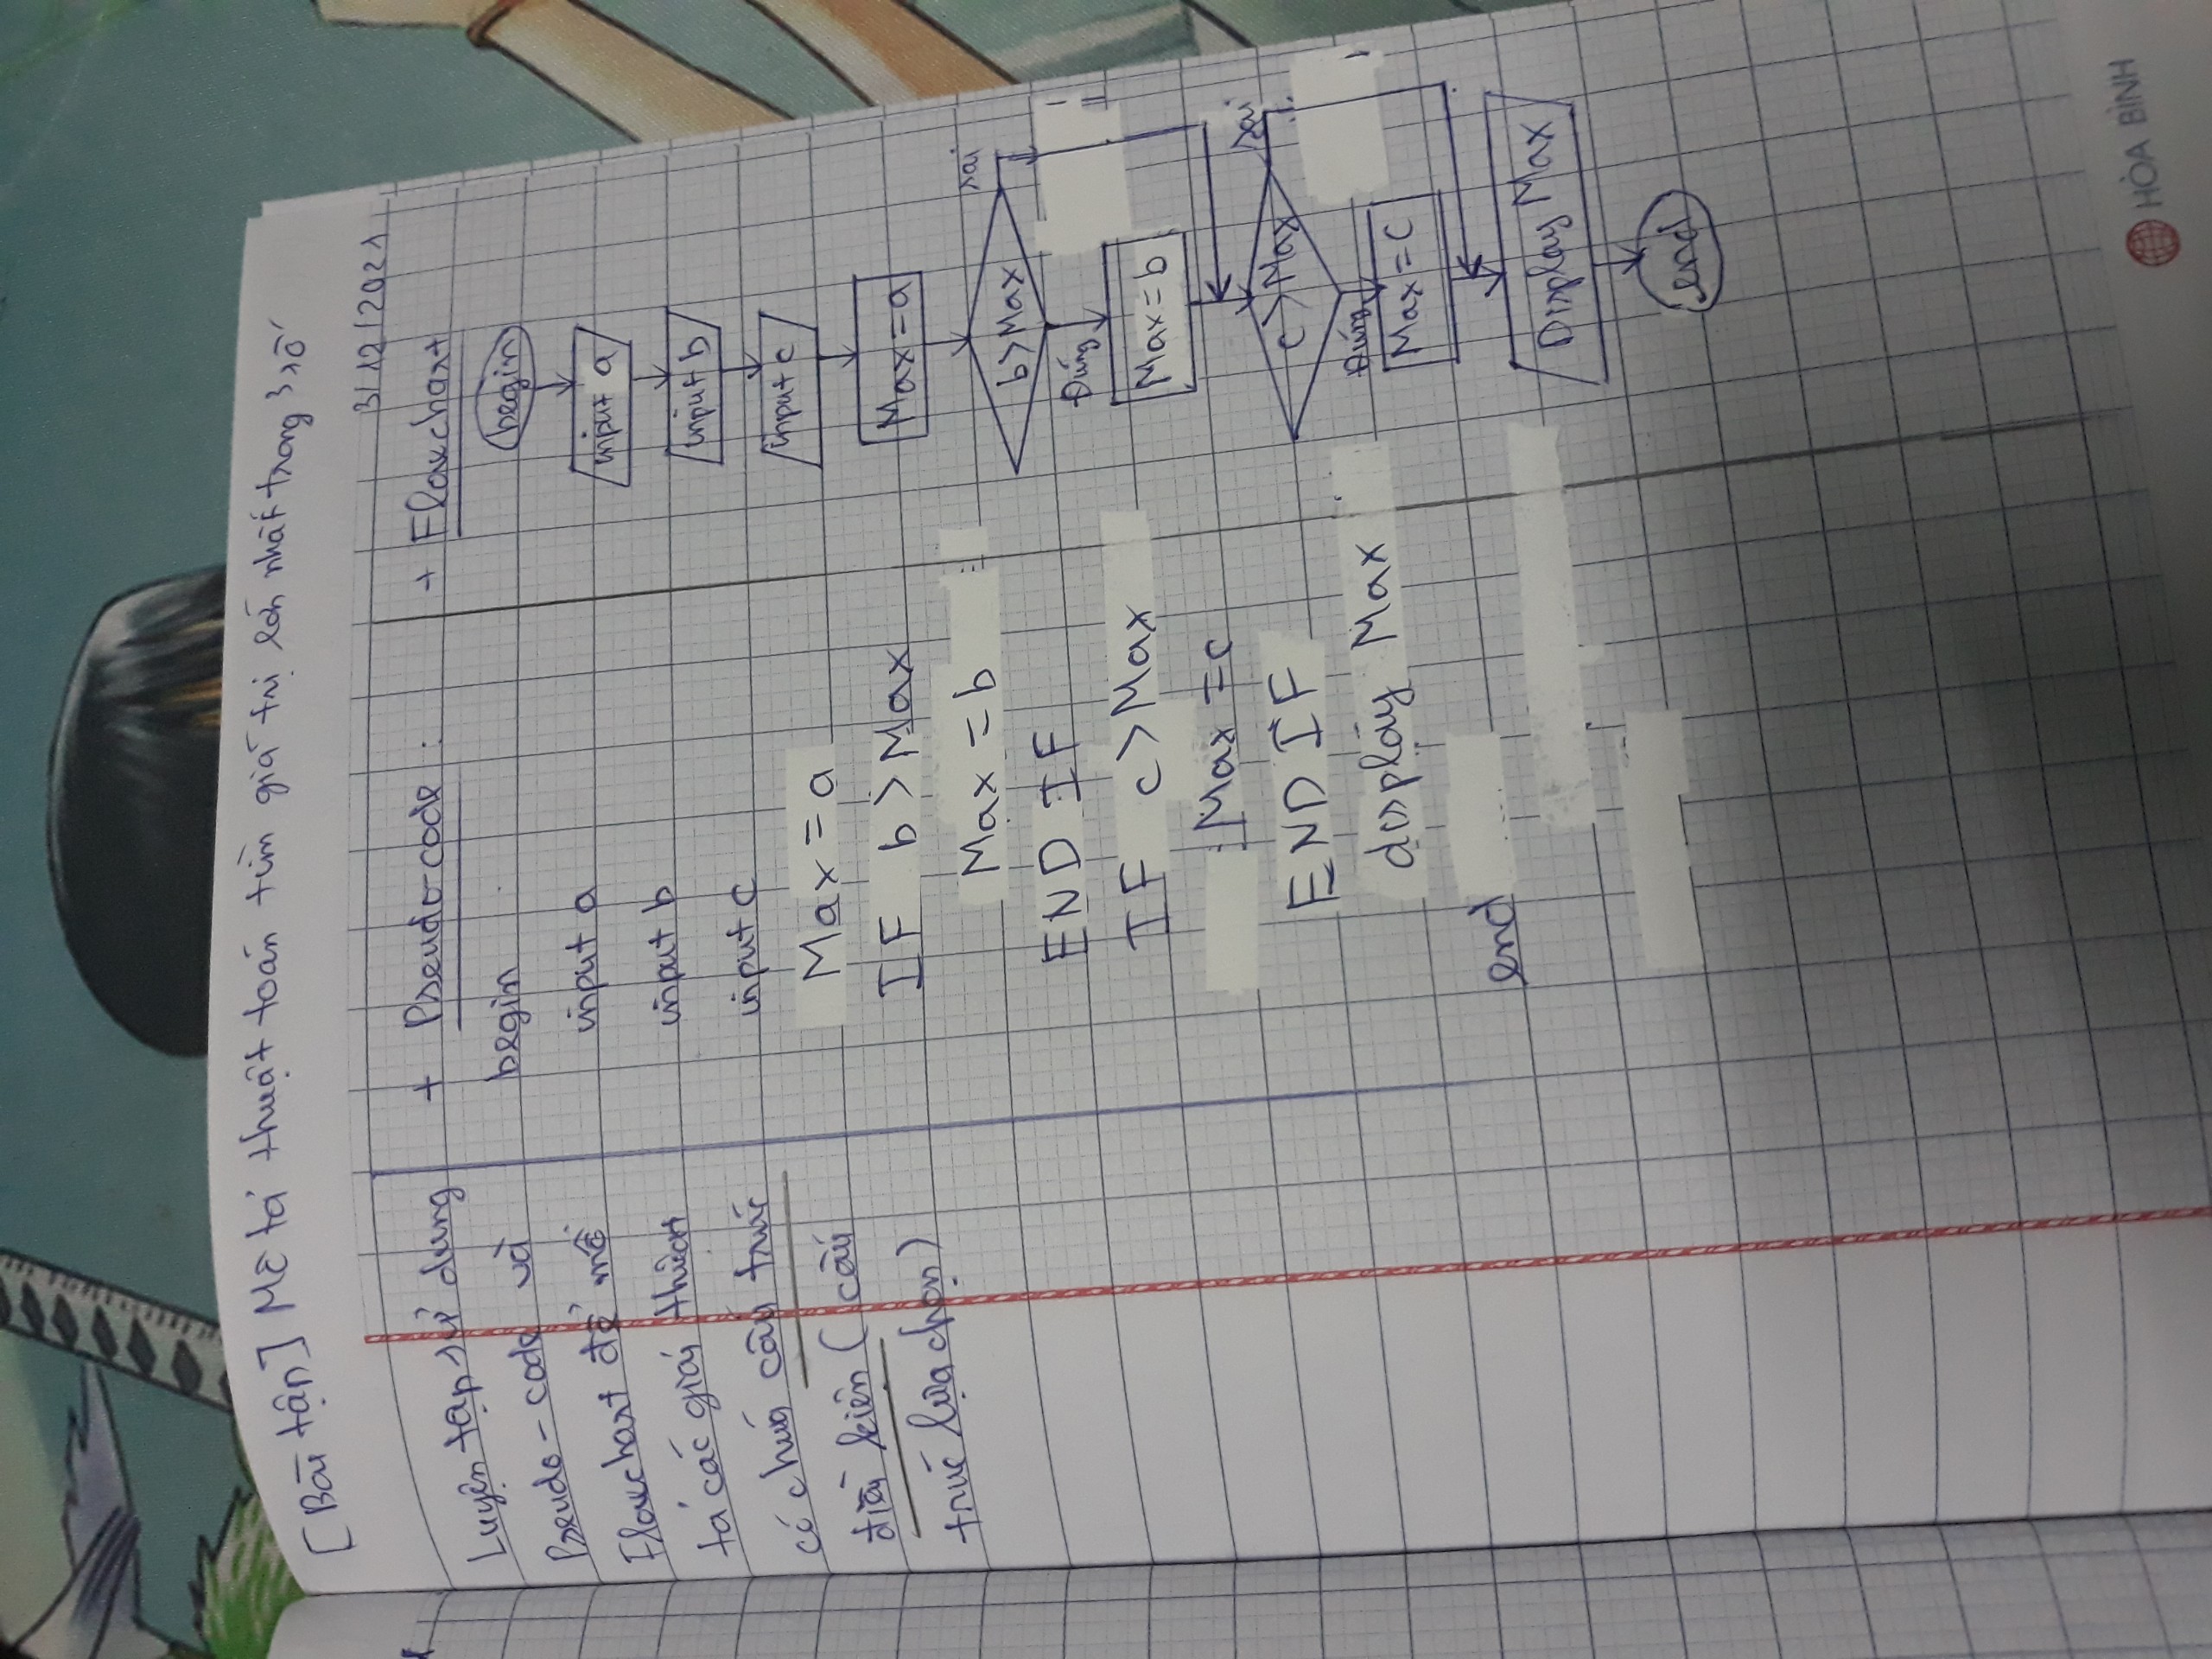 [Bài tập] Mô tả thuật toán tìm giá trị lớn nhất trong 3 số
3/12/2021
Luyện tập sử dụng
Pseudo-code và
Flowchart để mô
tả các giải thuật
có chứa cấu trúc
điều kiện (cấu
trúc lựa chọn)
+ Pseudo-code :
begin
input a
input b
input c
Max = a
IF b > Max
Max = b
END IF
IF c > Max
Max = c
END IF
display Max
end
+ Flowchart
begin
input a
input b
input c
Max = a
b > Max
sai
Đúng
Max = b
c > Max
sai
Đúng
Max = c
Display Max
end
HÒA BÌNH